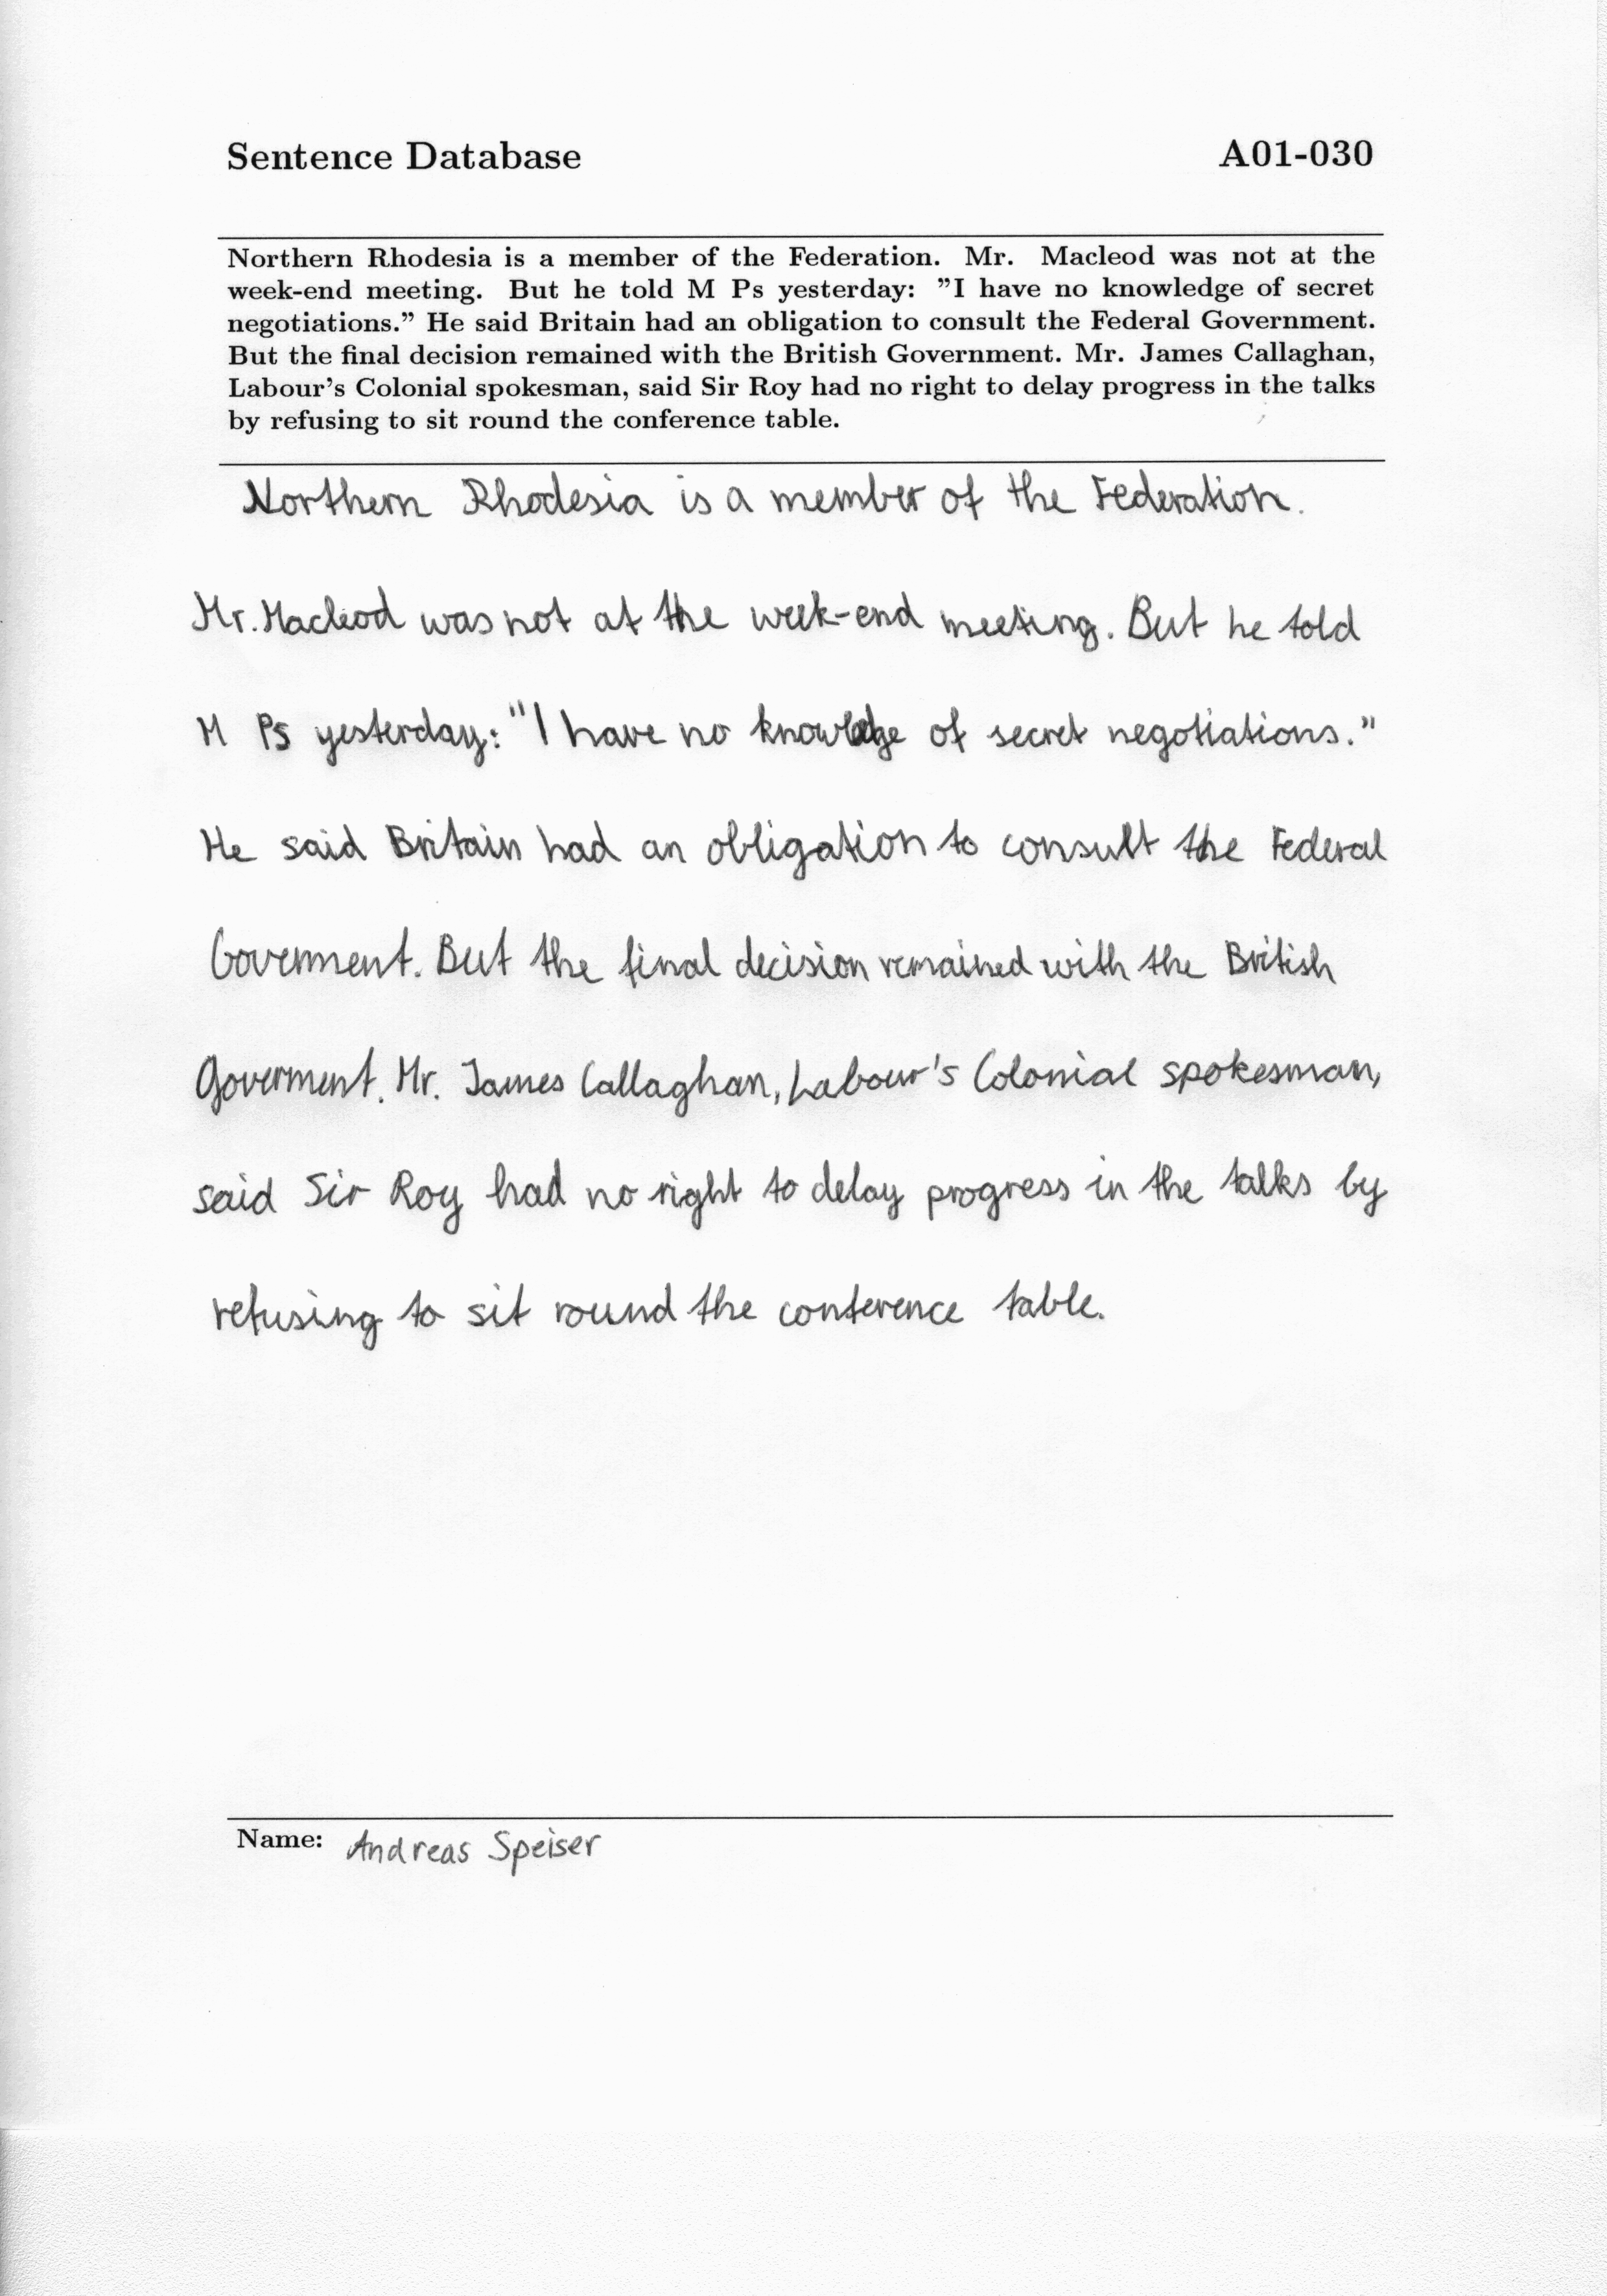 Sentence Database A01-030
Northern Rhodesia is a member of the Federation. Mr. Macleod was not at the
week-end meeting. But he told M Ps yesterday: ”I have no knowledge of secret
negotiations.” He said Britain had an obligation to consult the Federal Government.
But the final decision remained with the British Government. Mr. James Callaghan,
Labour’s Colonial spokesman, said Sir Roy had no right to delay progress in the talks
by refusing to sit round the conference table.
Northern Rhodesia is a member of the Federation.
Mr. Macleod was not at the week-end meeting. But he told
M Ps yesterday: "I have no knowledge of secret negotiations."
He said Britain had an obligation to consult the Federal
Goverment. But the final decision remained with the British
Goverment. Mr. James Callaghan, Labour's Colonial spokesman,
said Sir Roy had no right to delay progress in the talks by
refusing to sit round the conference table.
Name: Andreas Speiser